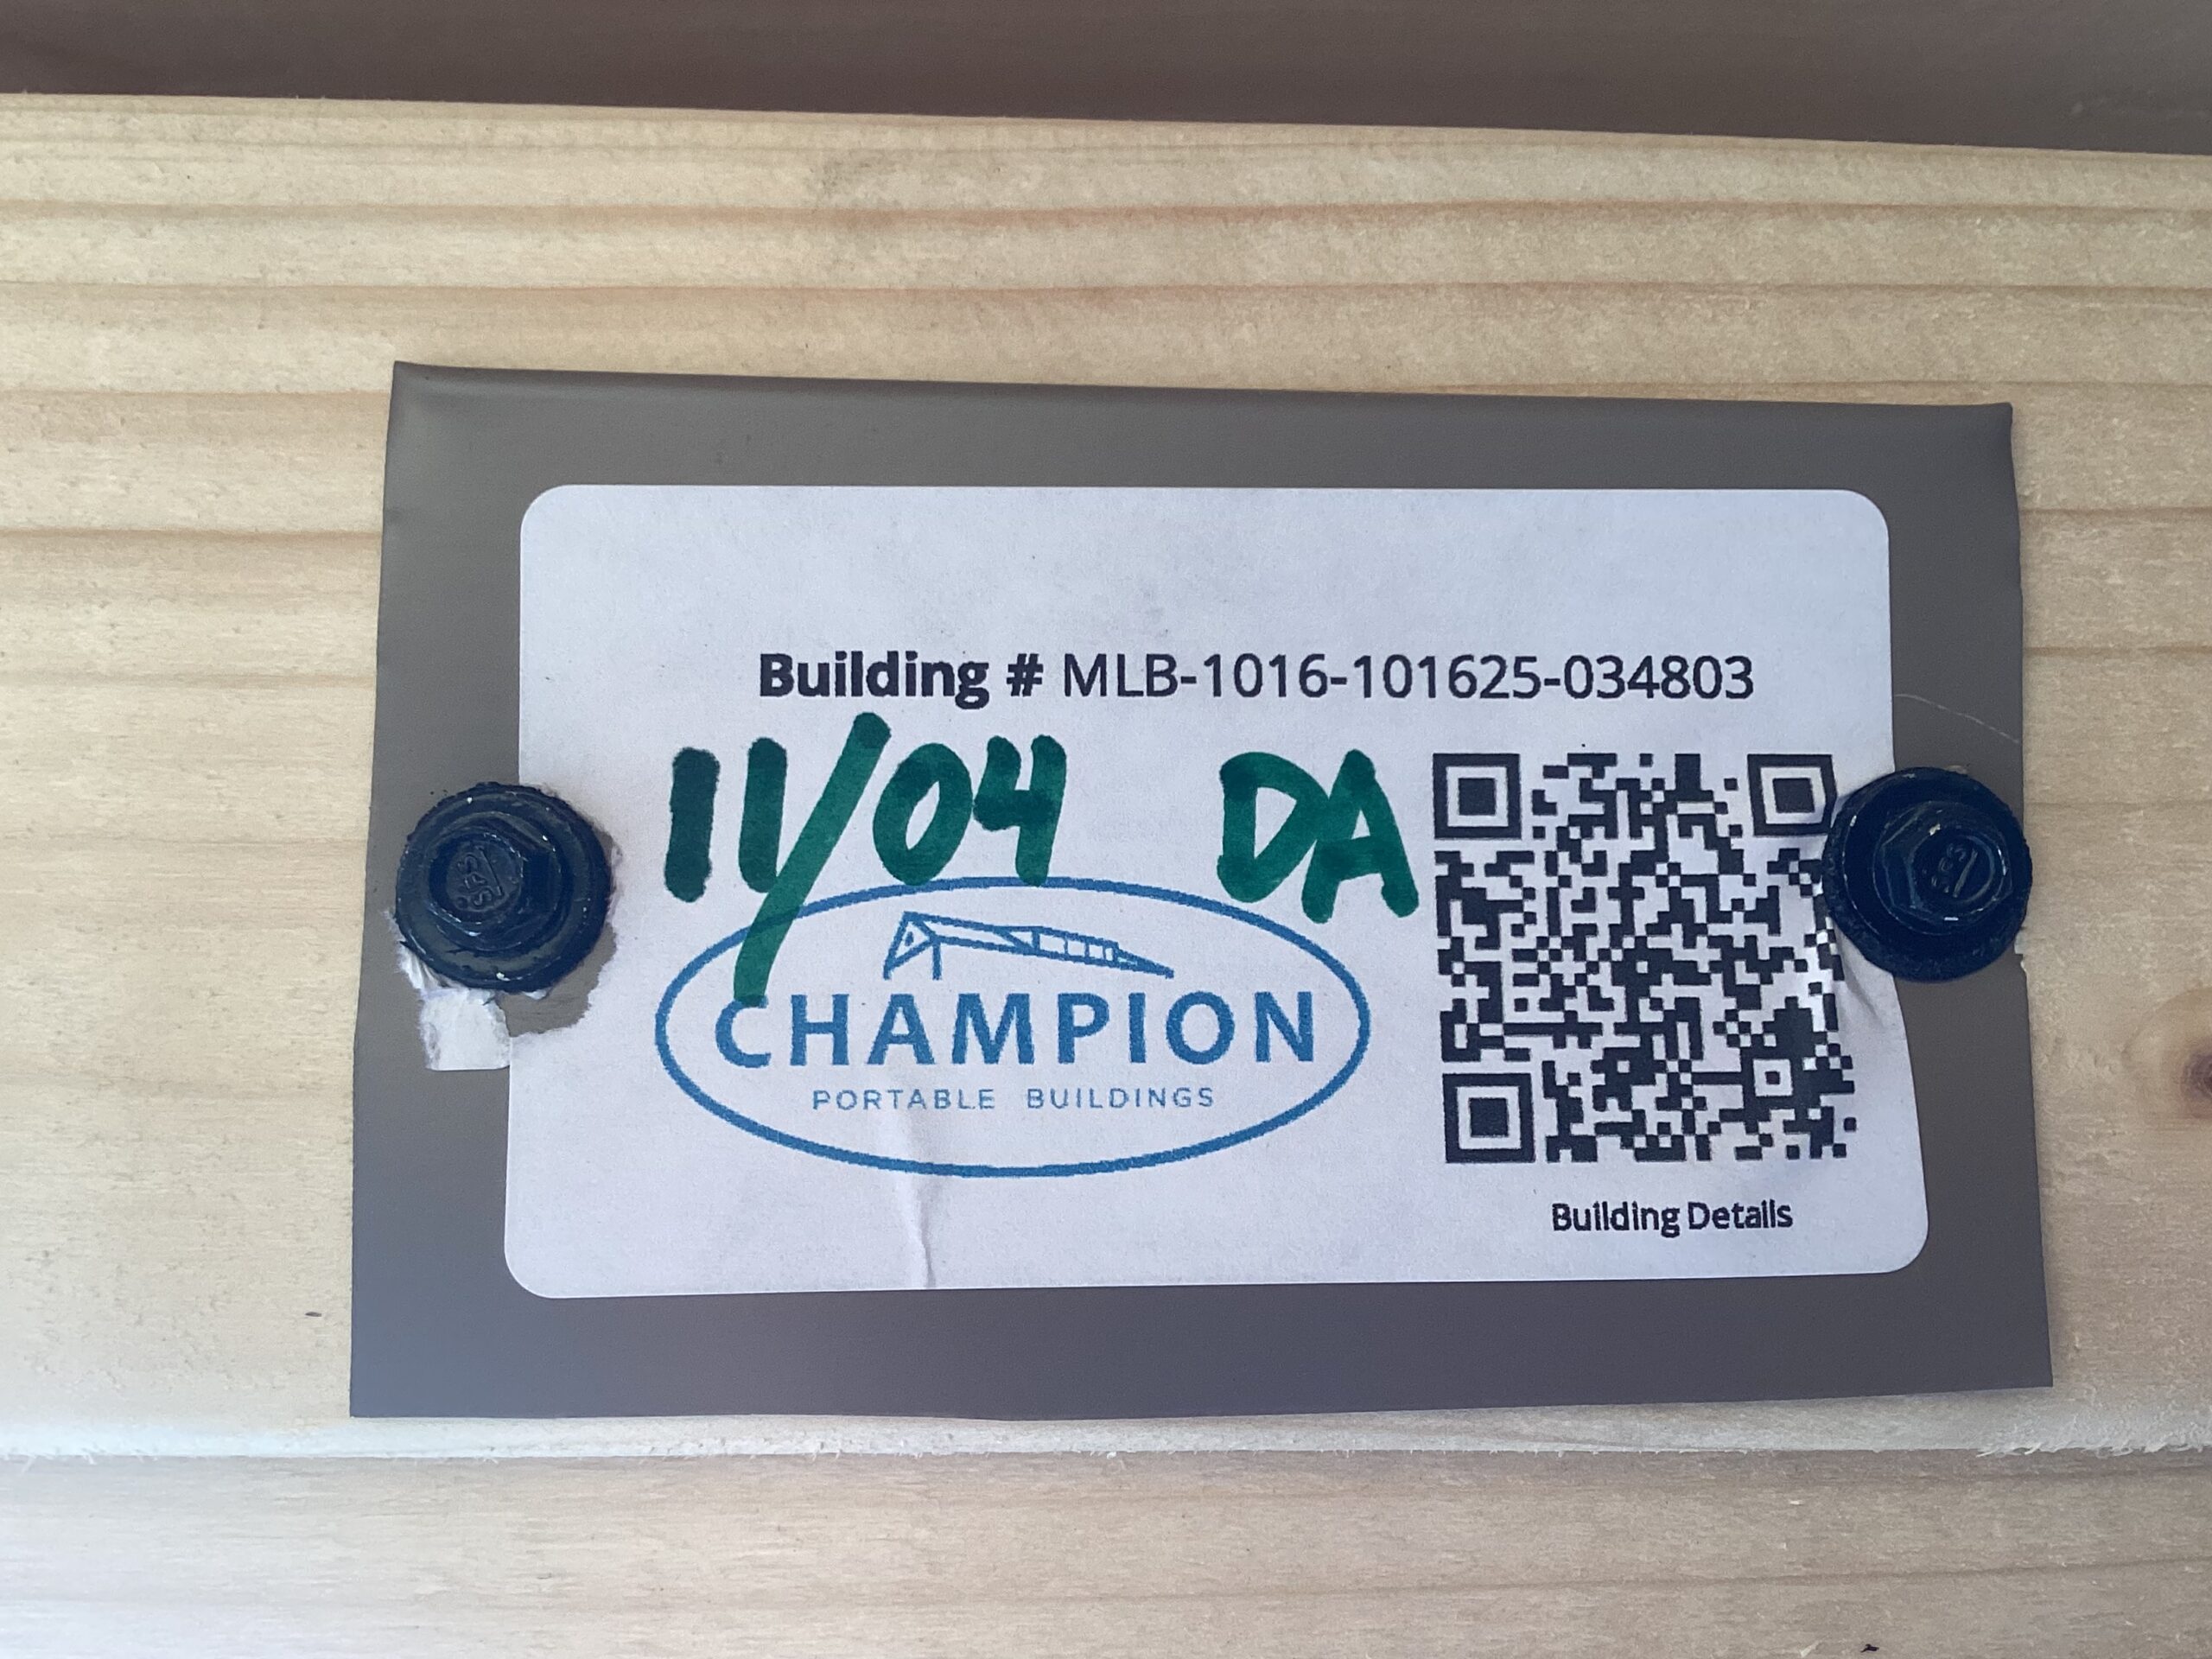 Building # MLB-1016-101625-034803
11/04 DA
CHAMPION
PORTABLE BUILDINGS
Building Details